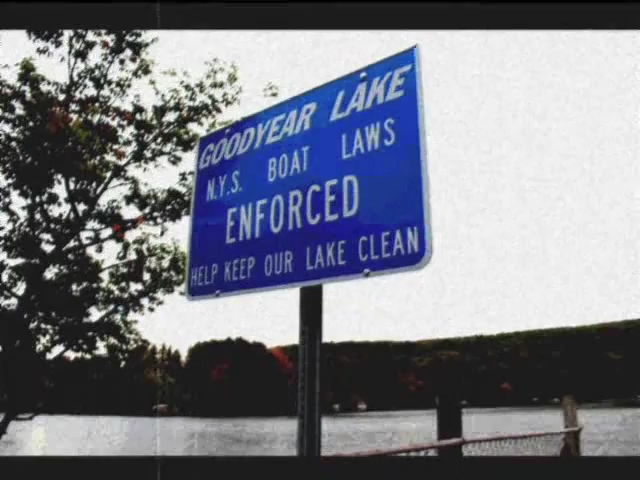 GOODYEAR LAKE
N.Y.S. BOAT LAWS
ENFORCED
HELP KEEP OUR LAKE CLEAN